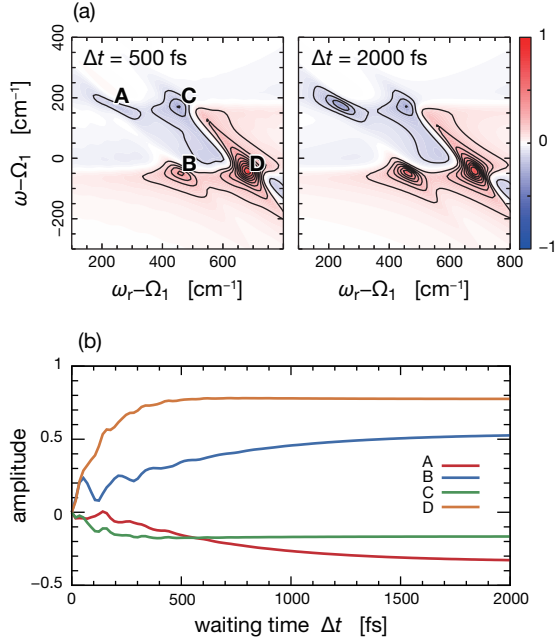 (a)
Δt = 500 fs
Δt = 2000 fs
A
C
B
D
ω−Ω₁ [cm⁻¹]
400
200
0
−200
200 400 600 800
200 400 600 800
ωᵣ−Ω₁ [cm⁻¹]
ωᵣ−Ω₁ [cm⁻¹]
1
0
−1
(b)
amplitude
1
0.5
0
−0.5
A
B
C
D
0 500 1000 1500 2000
waiting time Δt [fs]